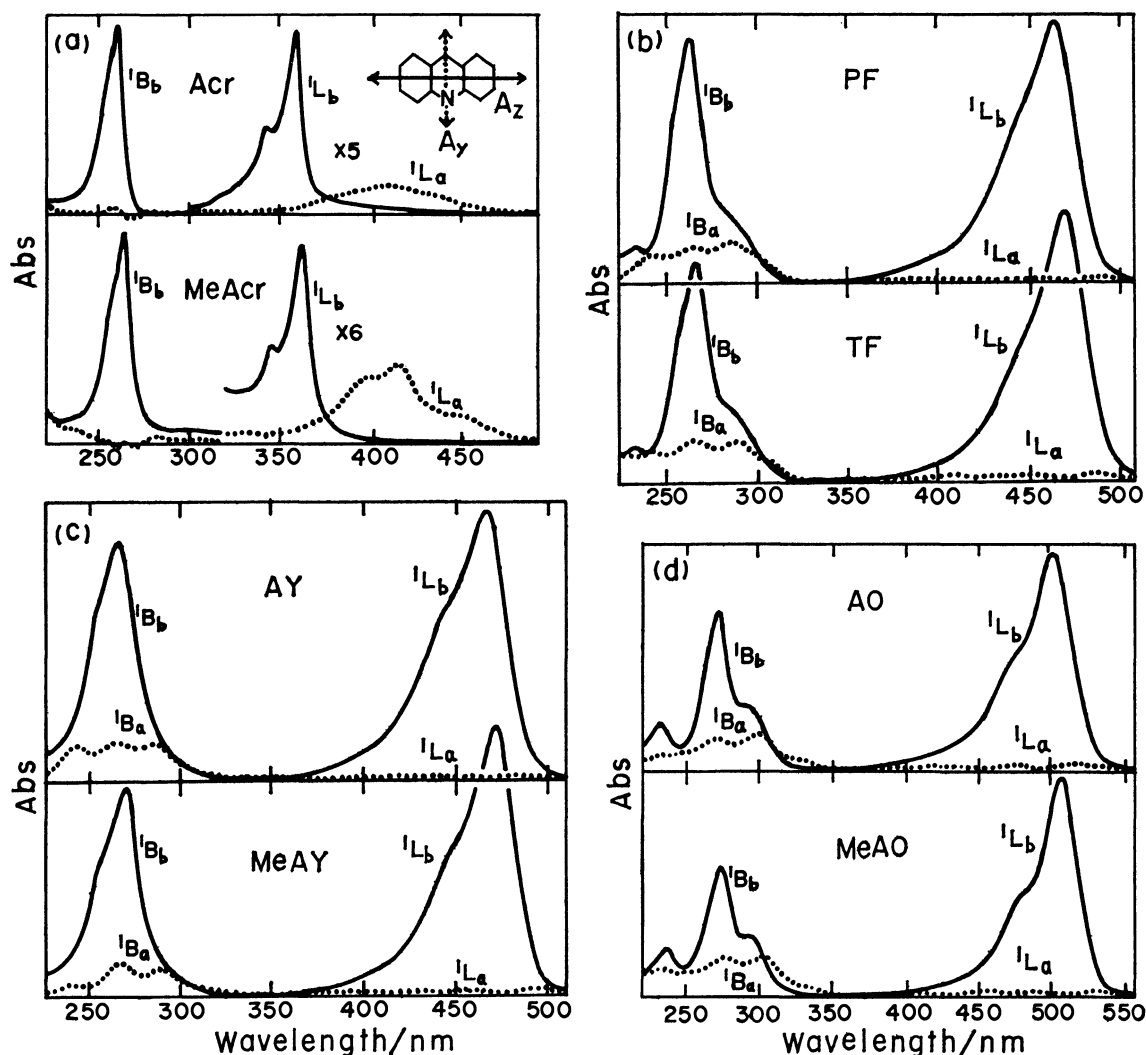 (a)
¹Bb
Acr
¹Lb
x5
¹La
N
Az
Ay
¹Bb
MeAcr
¹Lb
x6
¹La
Abs
250 300 350 400 450
(b)
¹Bb
PF
¹Lb
¹Ba
¹La
¹Bb
TF
¹Lb
¹Ba
¹La
Abs
250 300 350 400 450 500
(c)
¹Bb
AY
¹Lb
¹Ba
¹La
¹Bb
MeAY
¹Lb
¹Ba
¹La
Abs
250 300 350 400 450 500
Wavelength/nm
(d)
AO
¹Bb
¹Lb
¹Ba
¹La
MeAO
¹Bb
¹Lb
¹Ba
¹La
Abs
250 300 350 400 450 500 550
Wavelength/nm